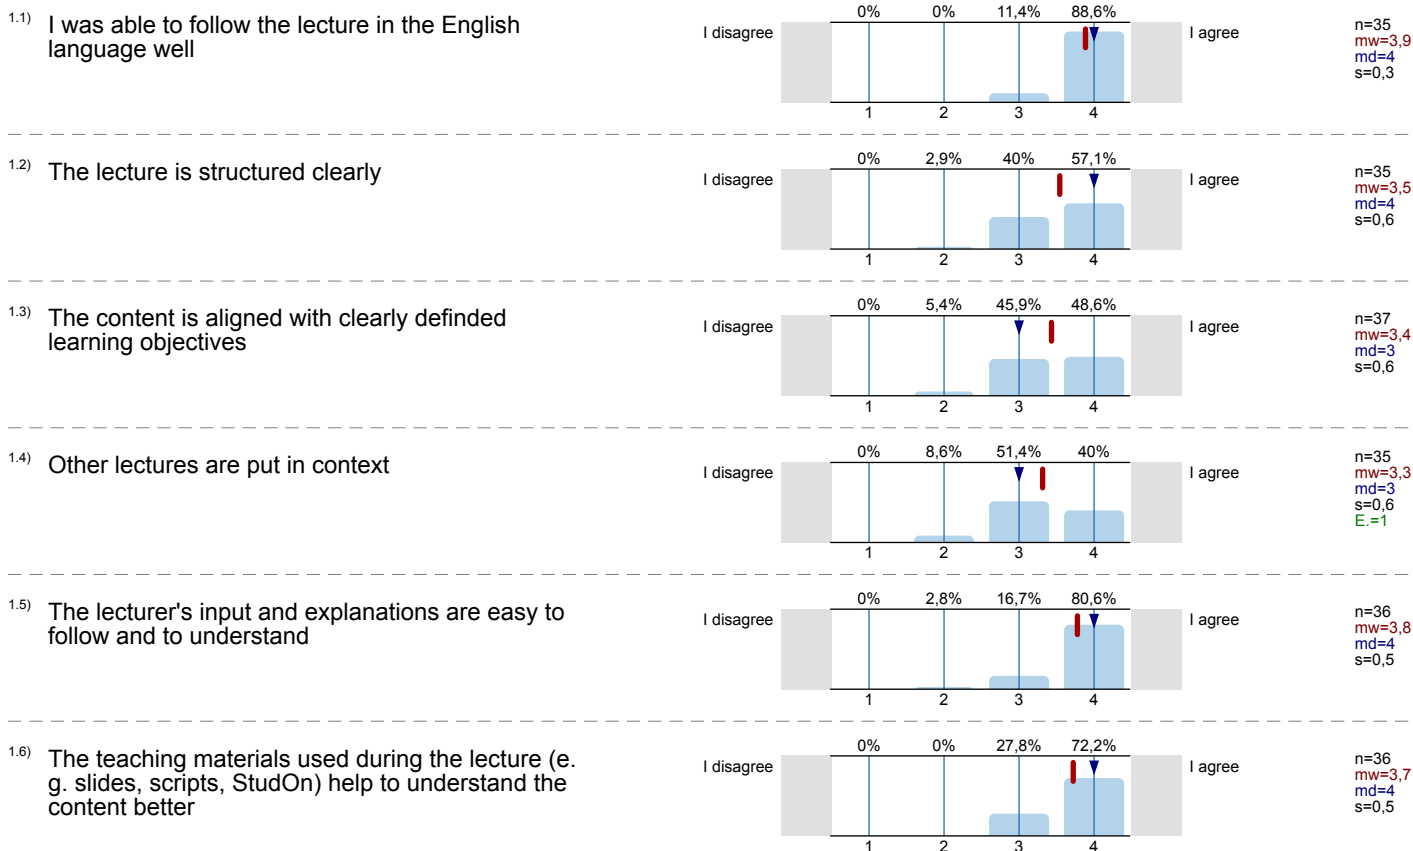 1.1) I was able to follow the lecture in the English
language well
I disagree
0% 0% 11,4% 88,6%
1 2 3 4
I agree
n=35
mw=3,9
md=4
s=0,3
1.2) The lecture is structured clearly
I disagree
0% 2,9% 40% 57,1%
1 2 3 4
I agree
n=35
mw=3,5
md=4
s=0,6
1.3) The content is aligned with clearly definded
learning objectives
I disagree
0% 5,4% 45,9% 48,6%
1 2 3 4
I agree
n=37
mw=3,4
md=3
s=0,6
1.4) Other lectures are put in context
I disagree
0% 8,6% 51,4% 40%
1 2 3 4
I agree
n=35
mw=3,3
md=3
s=0,6
E.=1
1.5) The lecturer's input and explanations are easy to
follow and to understand
I disagree
0% 2,8% 16,7% 80,6%
1 2 3 4
I agree
n=36
mw=3,8
md=4
s=0,5
1.6) The teaching materials used during the lecture (e.
g. slides, scripts, StudOn) help to understand the
content better
I disagree
0% 0% 27,8% 72,2%
1 2 3 4
I agree
n=36
mw=3,7
md=4
s=0,5